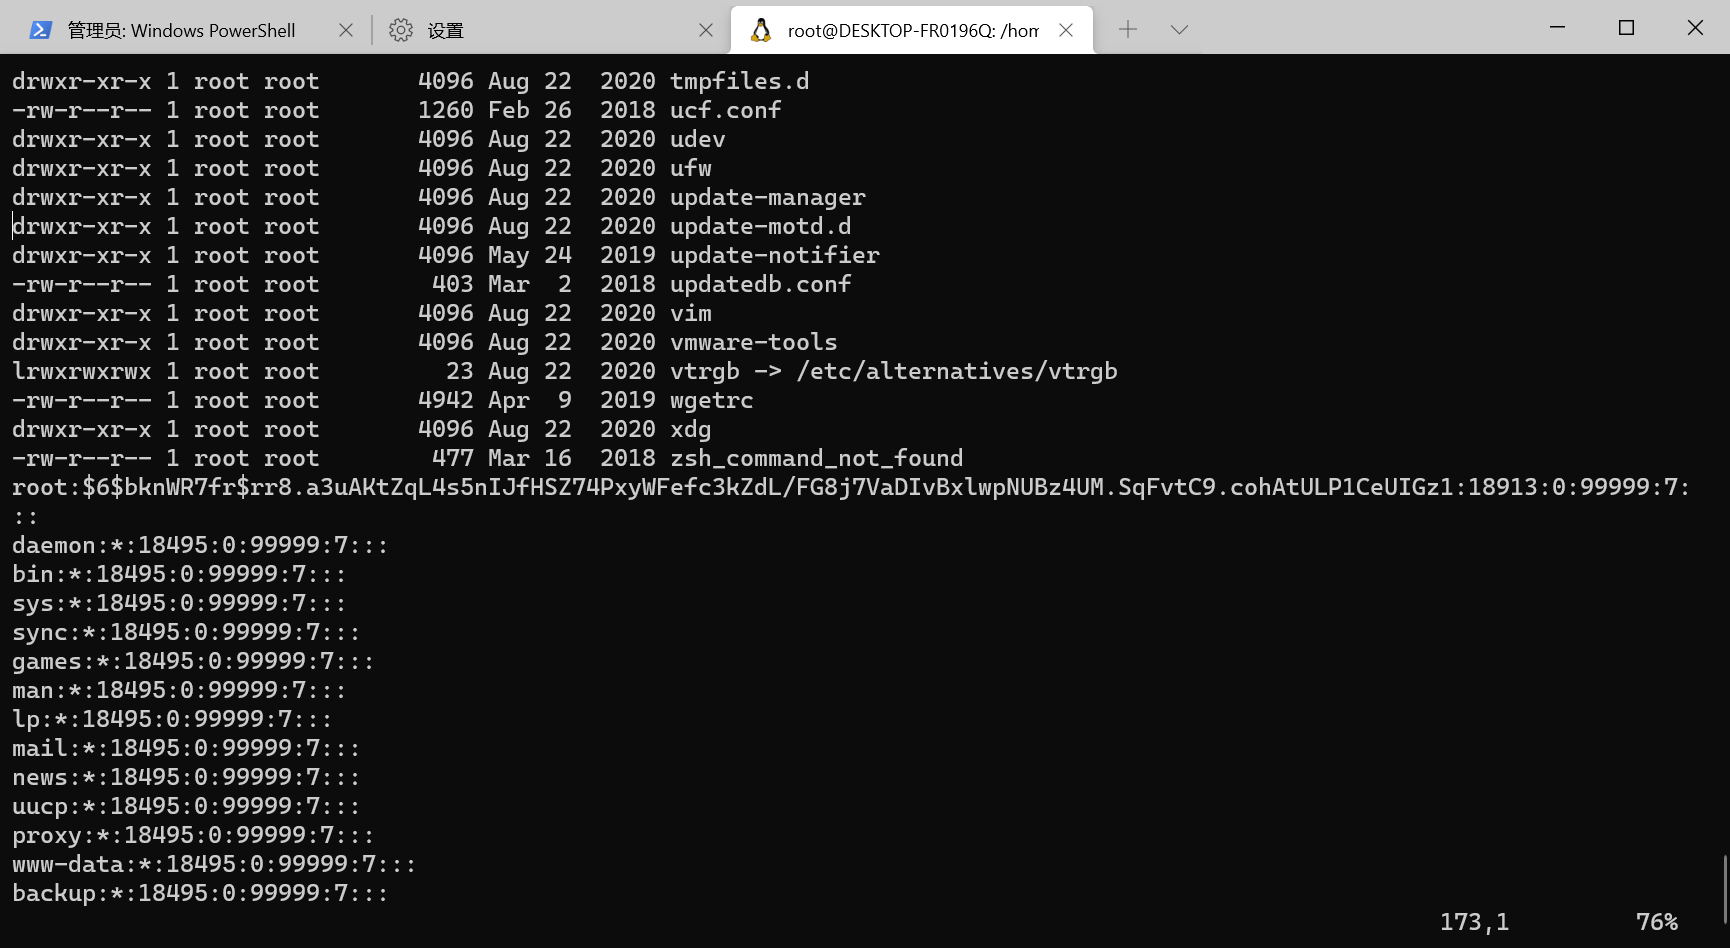 管理员: Windows PowerShell
设置
root@DESKTOP-FR0196Q: /hom
drwxr-xr-x 1 root root       4096 Aug 22  2020 tmpfiles.d
-rw-r--r-- 1 root root       1260 Feb 26  2018 ucf.conf
drwxr-xr-x 1 root root       4096 Aug 22  2020 udev
drwxr-xr-x 1 root root       4096 Aug 22  2020 ufw
drwxr-xr-x 1 root root       4096 Aug 22  2020 update-manager
drwxr-xr-x 1 root root       4096 Aug 22  2020 update-motd.d
drwxr-xr-x 1 root root       4096 May 24  2019 update-notifier
-rw-r--r-- 1 root root        403 Mar  2  2018 updatedb.conf
drwxr-xr-x 1 root root       4096 Aug 22  2020 vim
drwxr-xr-x 1 root root       4096 Aug 22  2020 vmware-tools
lrwxrwxrwx 1 root root         23 Aug 22  2020 vtrgb -> /etc/alternatives/vtrgb
-rw-r--r-- 1 root root       4942 Apr  9  2019 wgetrc
drwxr-xr-x 1 root root       4096 Aug 22  2020 xdg
-rw-r--r-- 1 root root        477 Mar 16  2018 zsh_command_not_found
root:$6$bknWR7fr$rr8.a3uAKtZqL4s5nIJfHSZ74PxyWFefc3kZdL/FG8j7VaDIvBxlwpNUBz4UM.SqFvtC9.cohAtULP1CeUIGz1:18913:0:99999:7:
::
daemon:*:18495:0:99999:7:::
bin:*:18495:0:99999:7:::
sys:*:18495:0:99999:7:::
sync:*:18495:0:99999:7:::
games:*:18495:0:99999:7:::
man:*:18495:0:99999:7:::
lp:*:18495:0:99999:7:::
mail:*:18495:0:99999:7:::
news:*:18495:0:99999:7:::
uucp:*:18495:0:99999:7:::
proxy:*:18495:0:99999:7:::
www-data:*:18495:0:99999:7:::
backup:*:18495:0:99999:7:::
173,1         76%